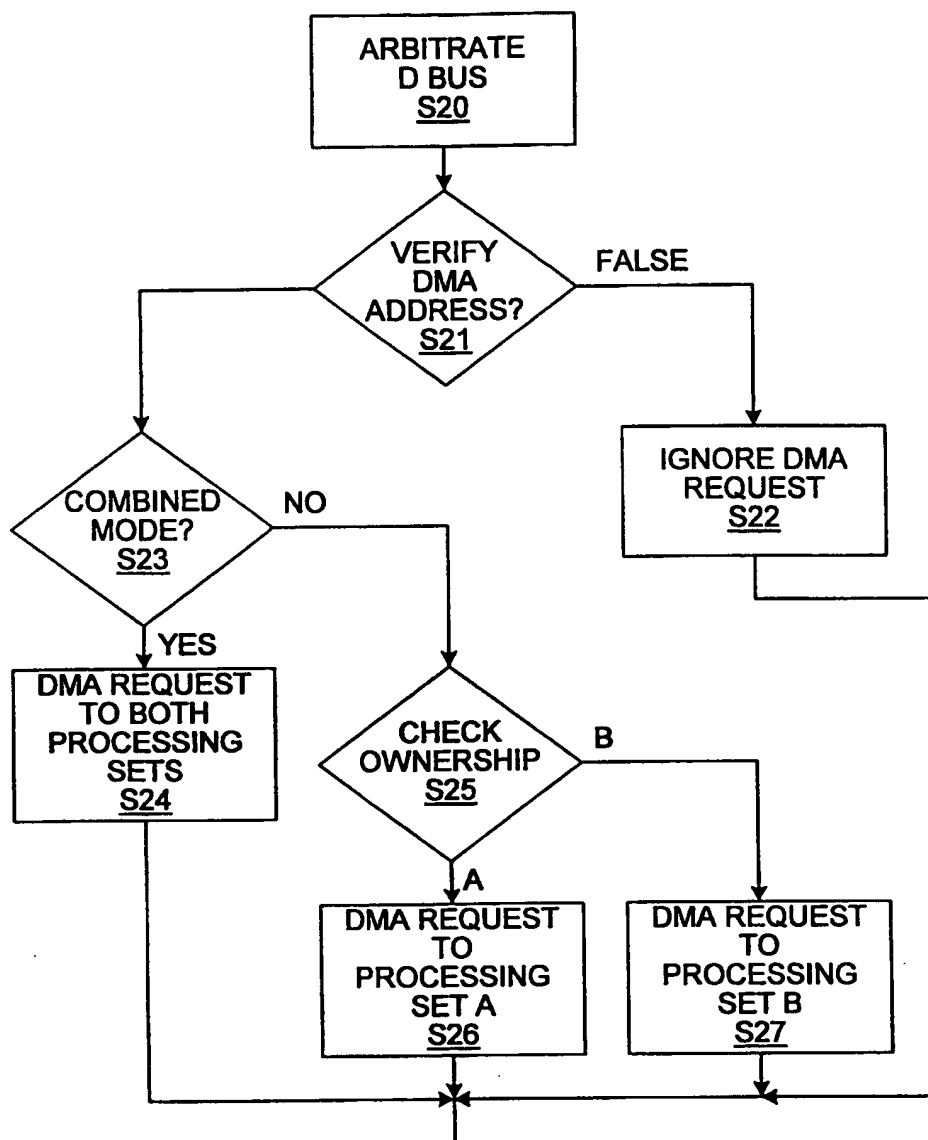 ARBITRATE
D BUS
S20
VERIFY
DMA
ADDRESS?
S21
FALSE
COMBINED
MODE?
S23
NO
IGNORE DMA
REQUEST
S22
YES
DMA REQUEST
TO BOTH
PROCESSING
SETS
S24
CHECK
OWNERSHIP
S25
B
A
DMA REQUEST
TO
PROCESSING
SET A
S26
DMA REQUEST
TO
PROCESSING
SET B
S27